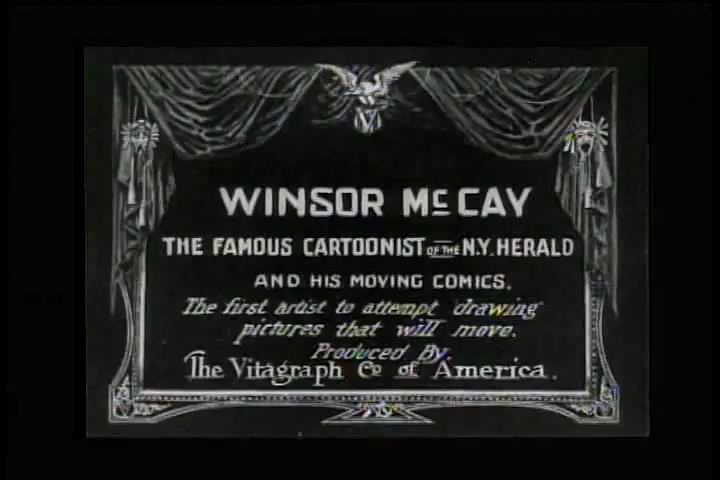 WINSOR McCAY
THE FAMOUS CARTOONIST OF THE N.Y. HERALD
AND HIS MOVING COMICS.
The first artist to attempt drawing
pictures that will move.
Produced By
The Vitagraph Co of America.